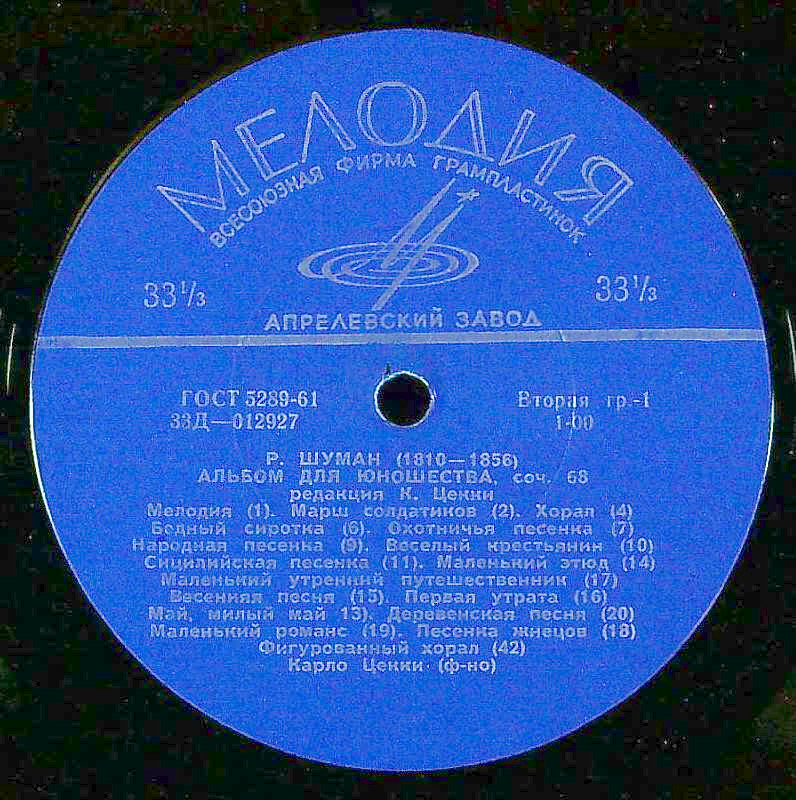 МЕЛОДИЯ
ВСЕСОЮЗНАЯ ФИРМА ГРАМПЛАСТИНОК
33⅓ 33⅓
АПРЕЛЕВСКИЙ ЗАВОД
ГОСТ 5289-61 Вторая гр.-1
33Д—012927 1-00
Р. ШУМАН (1810—1856)
АЛЬБОМ ДЛЯ ЮНОШЕСТВА, соч. 68
редакция К. Цекки
Мелодия (1). Марш солдатиков (2). Хорал (4)
Бедный сиротка (6). Охотничья песенка (7)
Народная песенка (9). Веселый крестьянин (10)
Сицилийская песенка (11). Маленький этюд (14)
Маленький утренний путешественник (17)
Весенняя песня (15). Первая утрата (16)
Май, милый май 13). Деревенская песня (20)
Маленький романс (19). Песенка жнецов (18)
Фигурованный хорал (42)
Карло Цекки (ф-но)